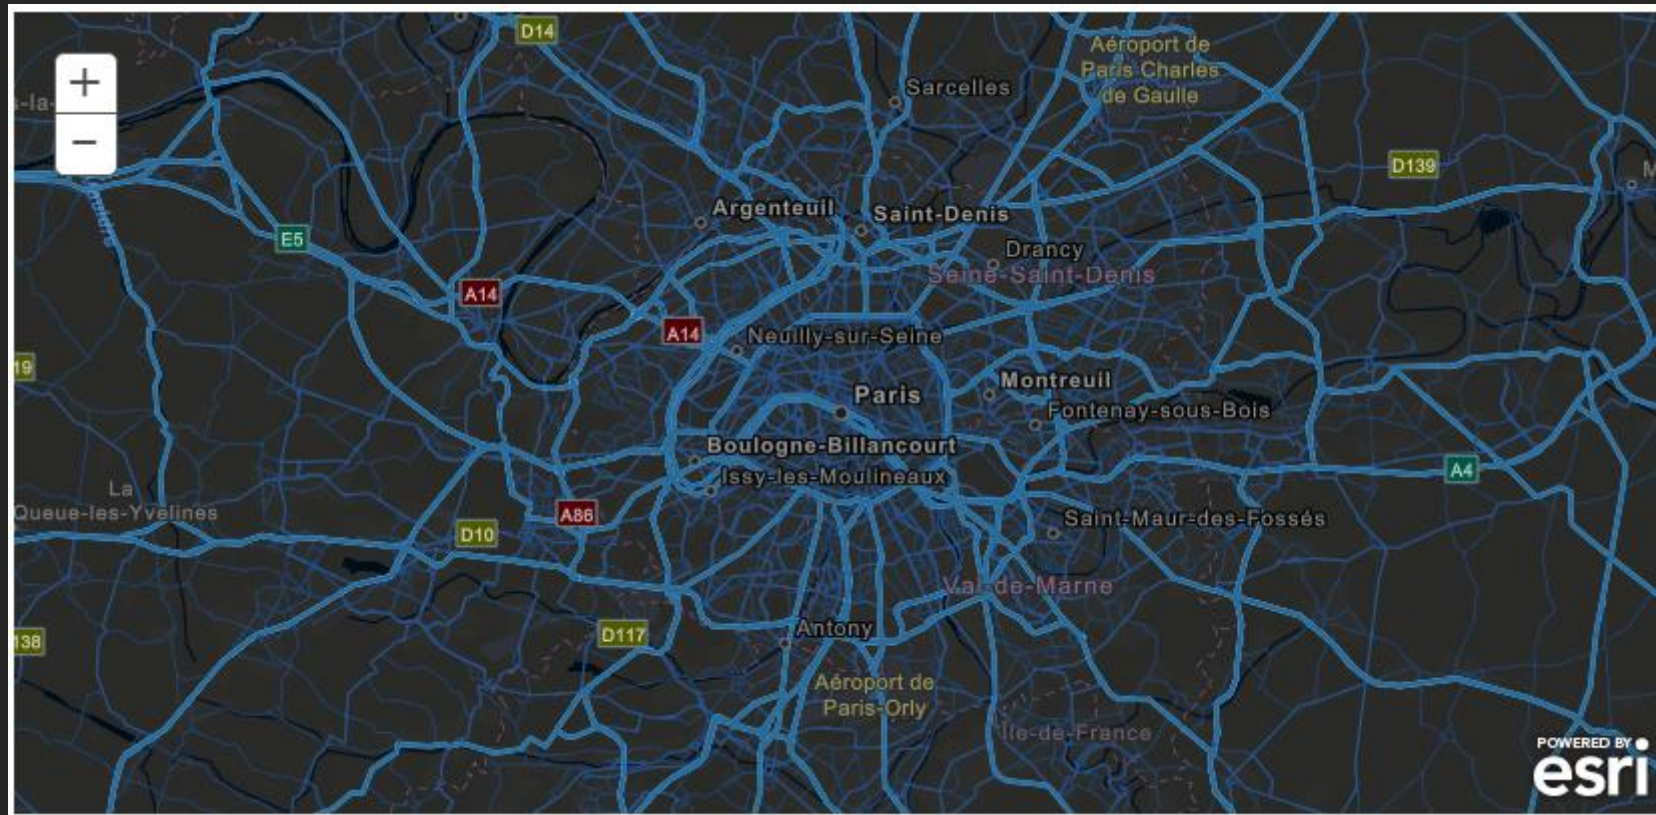 D14
Aéroport de
Paris Charles
de Gaulle
+
Sarcelles
s-la-
−
D139
M
Argenteuil
Saint-Denis
E5
Drancy
Seine-Saint-Denis
A14
A14
Neuilly-sur-Seine
19
Montreuil
Paris
Fontenay-sous-Bois
Boulogne-Billancourt
A4
Issy-les-Moulineaux
La
Queue-les-Yvelines
A86
Saint-Maur-des-Fossés
D10
Val-de-Marne
Antony
D117
138
Aéroport de
Paris-Orly
Île-de-France
POWERED BY
esri